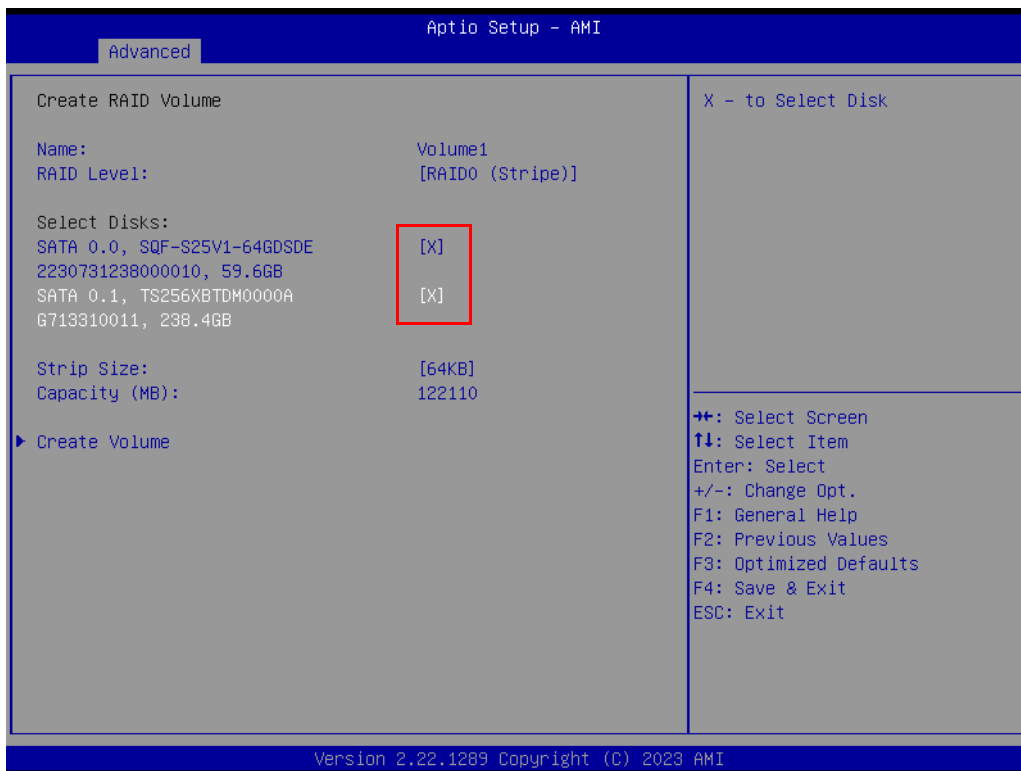 Aptio Setup – AMI
Advanced
Create RAID Volume
Name: Volume1
RAID Level: [RAID0 (Stripe)]
Select Disks:
SATA 0.0, SQF-S25V1-64GDSDE [X]
2230731238000010, 59.6GB
SATA 0.1, TS256XBTDM0000A [X]
G713310011, 238.4GB
Strip Size: [64KB]
Capacity (MB): 122110
Create Volume
X – to Select Disk
→←: Select Screen
↑↓: Select Item
Enter: Select
+/-: Change Opt.
F1: General Help
F2: Previous Values
F3: Optimized Defaults
F4: Save & Exit
ESC: Exit
Version 2.22.1289 Copyright (C) 2023 AMI